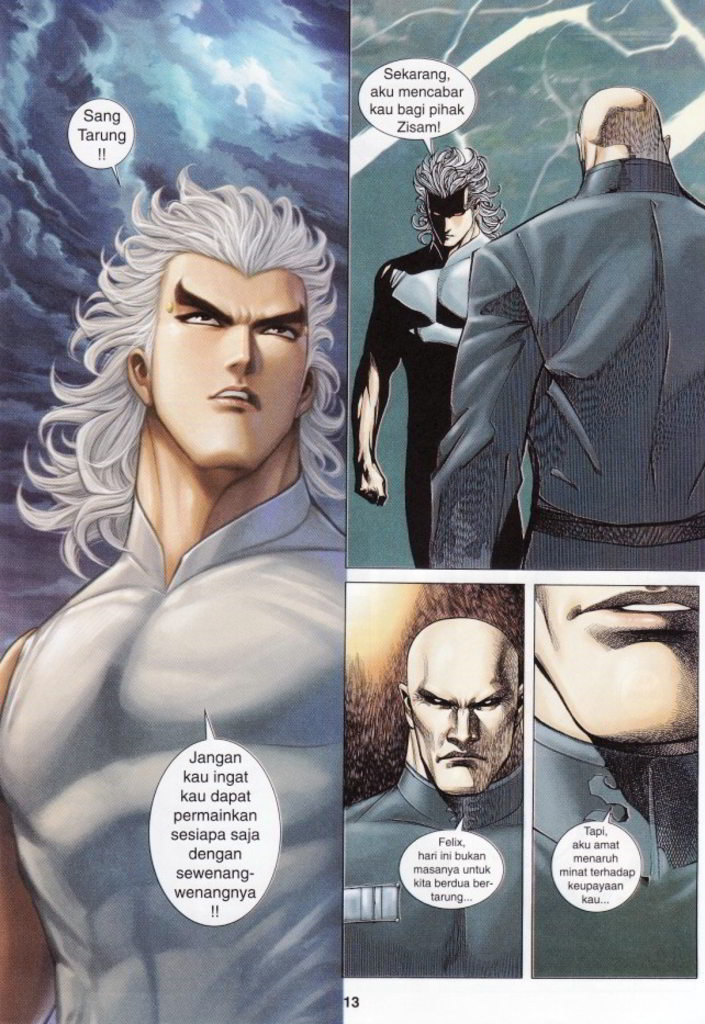 Sang
Tarung
!!
Jangan
kau ingat
kau dapat
permainkan
sesiapa saja
dengan
sewenang-
wenangnya
!!
Sekarang,
aku mencabar
kau bagi pihak
Zisam!
Felix,
hari ini bukan
masanya untuk
kita berdua ber-
tarung...
Tapi,
aku amat
menaruh
minat terhadap
keupayaan
kau...
13